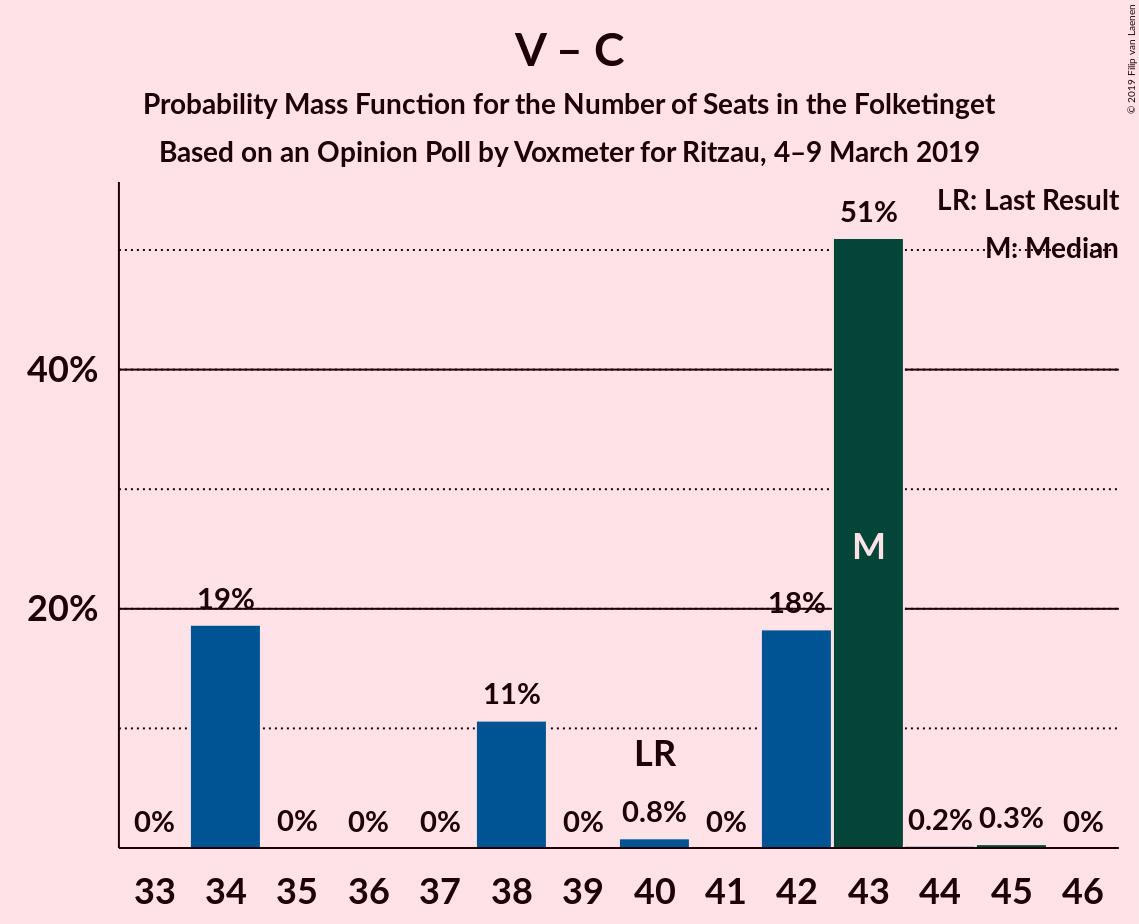 V – C
Probability Mass Function for the Number of Seats in the Folketinget
Based on an Opinion Poll by Voxmeter for Ritzau, 4–9 March 2019
© 2019 Filip van Laenen
LR: Last Result
M: Median
51%
40%
M
20%
19%
18%
11%
LR
0% 0% 0% 0% 0% 0.8% 0% 0.2% 0.3% 0%
33 34 35 36 37 38 39 40 41 42 43 44 45 46